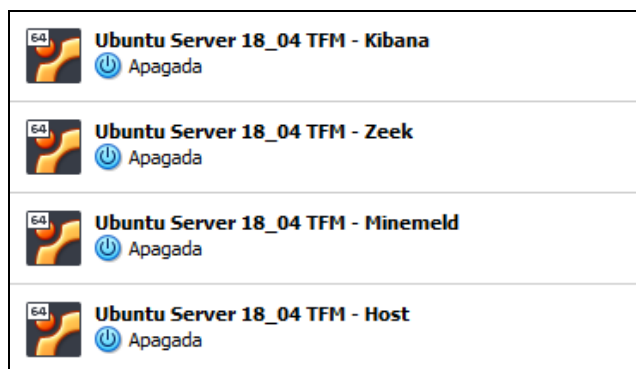 64
Ubuntu Server 18_04 TFM - Kibana
Apagada
64
Ubuntu Server 18_04 TFM - Zeek
Apagada
64
Ubuntu Server 18_04 TFM - Minemeld
Apagada
64
Ubuntu Server 18_04 TFM - Host
Apagada